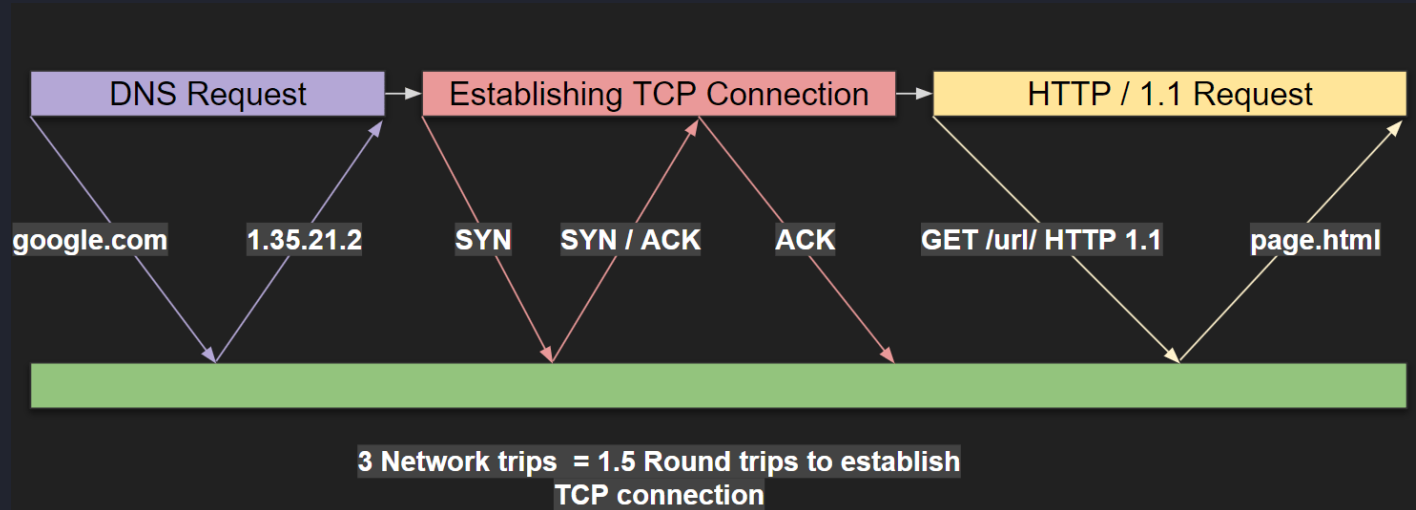 DNS Request
Establishing TCP Connection
HTTP / 1.1 Request
google.com
1.35.21.2
SYN
SYN / ACK
ACK
GET /url/ HTTP 1.1
page.html
3 Network trips = 1.5 Round trips to establish
TCP connection